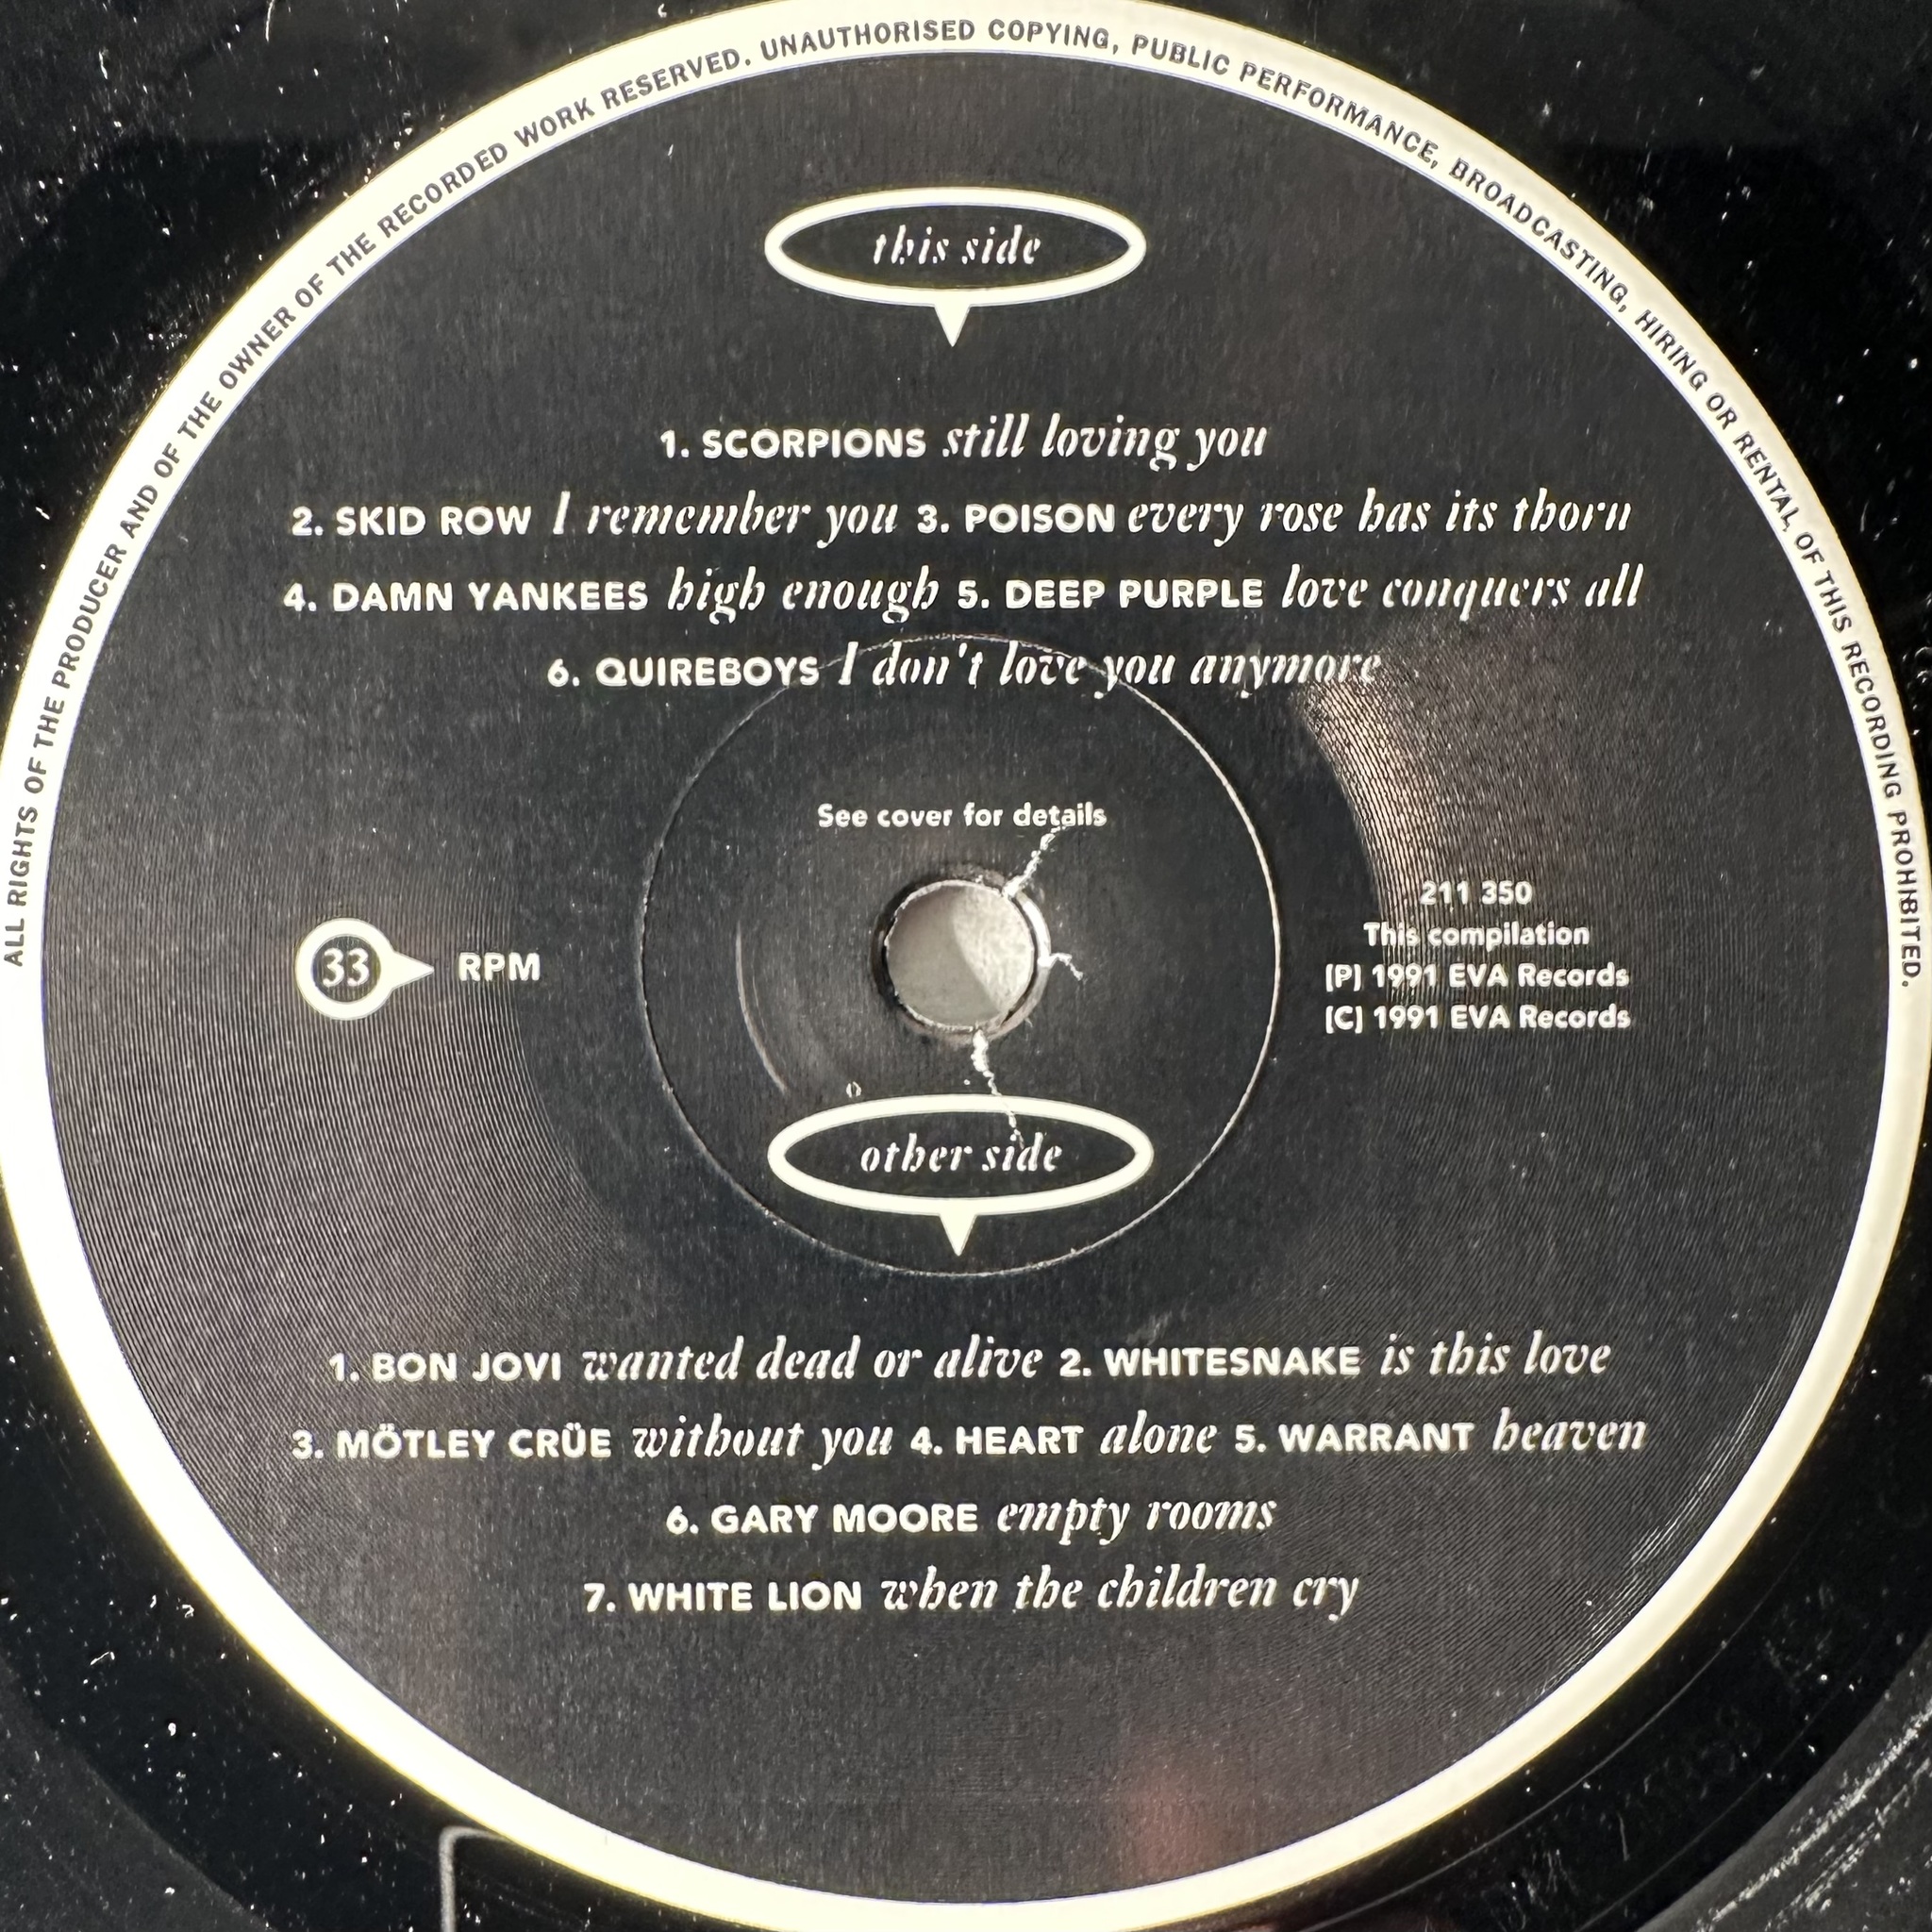 ALL RIGHTS OF THE PRODUCER AND OF THE OWNER OF THE RECORDED WORK RESERVED. UNAUTHORISED COPYING, PUBLIC PERFORMANCE, BROADCASTING, HIRING OR RENTAL OF THIS RECORDING PROHIBITED.
this side
1. SCORPIONS still loving you
2. SKID ROW I remember you 3. POISON every rose has its thorn
4. DAMN YANKEES high enough 5. DEEP PURPLE love conquers all
6. QUIREBOYS I don't love you anymore
See cover for details
33 RPM
211 350
This compilation
(P) 1991 EVA Records
(C) 1991 EVA Records
other side
1. BON JOVI wanted dead or alive 2. WHITESNAKE is this love
3. MÖTLEY CRÜE without you 4. HEART alone 5. WARRANT heaven
6. GARY MOORE empty rooms
7. WHITE LION when the children cry